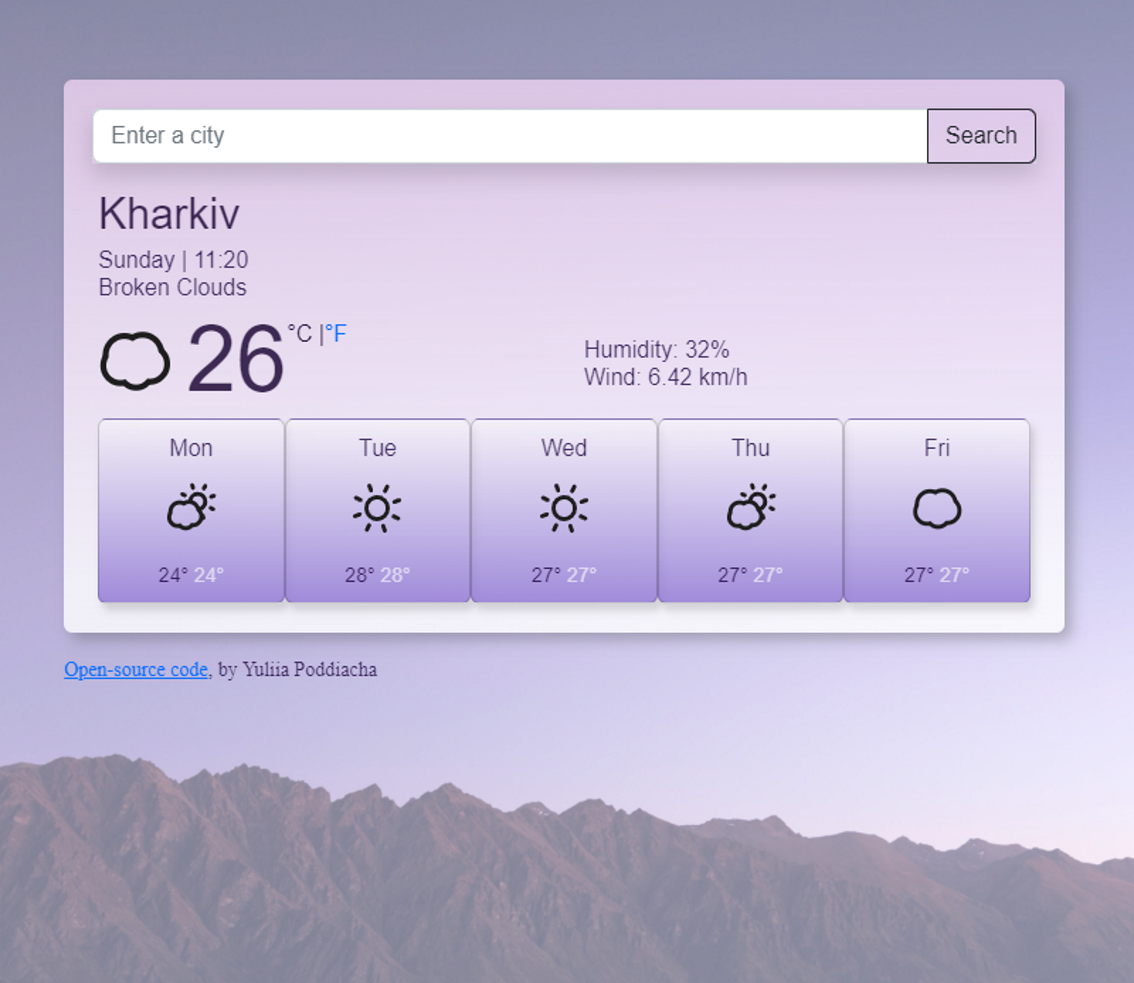 Enter a city Search
Kharkiv
Sunday | 11:20
Broken Clouds
26 °C |°F
Humidity: 32%
Wind: 6.42 km/h
Mon Tue Wed Thu Fri
24° 24° 28° 28° 27° 27° 27° 27° 27° 27°
Open-source code, by Yuliia Poddiacha